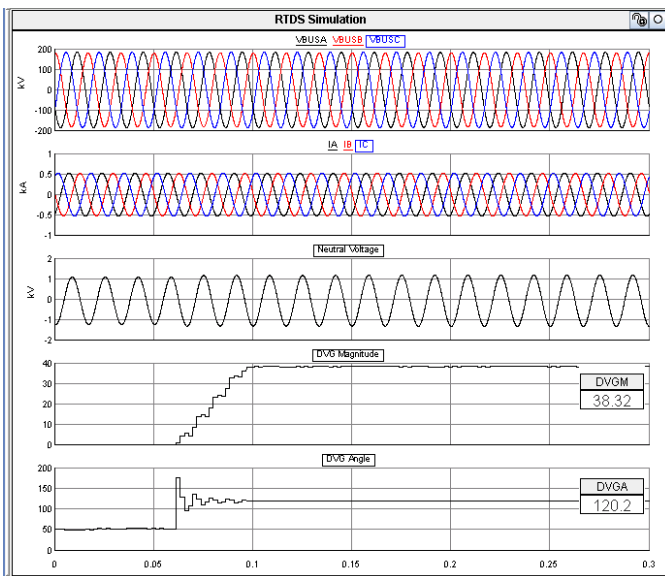 RTDS Simulation
VBUSA VBUSB VBUSC
200
100
0
-100
-200
kV
IA IB IC
1
0.5
0
-0.5
-1
kA
Neutral Voltage
2
1
0
-1
-2
kV
DVG Magnitude
40
30
20
10
0
DVGM
38.32
DVG Angle
200
150
100
50
0
DVGA
120.2
0 0.05 0.1 0.15 0.2 0.25 0.3